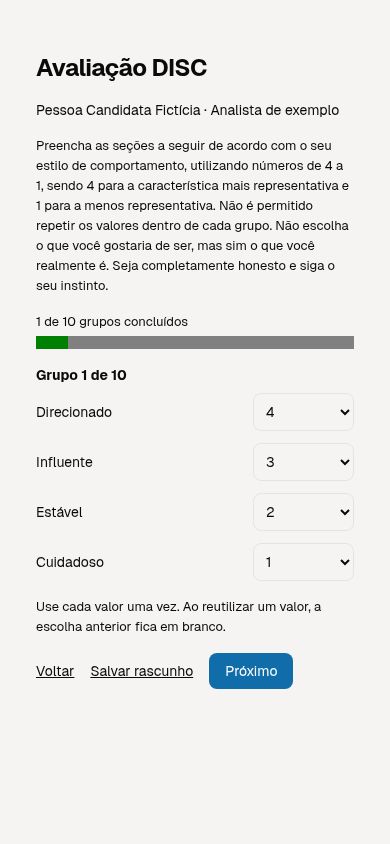 Avaliação DISC
Pessoa Candidata Fictícia · Analista de exemplo
Preencha as seções a seguir de acordo com o seu
estilo de comportamento, utilizando números de 4 a
1, sendo 4 para a característica mais representativa e
1 para a menos representativa. Não é permitido
repetir os valores dentro de cada grupo. Não escolha
o que você gostaria de ser, mas sim o que você
realmente é. Seja completamente honesto e siga o
seu instinto.
1 de 10 grupos concluídos
Grupo 1 de 10
Direcionado 4
Influente 3
Estável 2
Cuidadoso 1
Use cada valor uma vez. Ao reutilizar um valor, a
escolha anterior fica em branco.
Voltar Salvar rascunho Próximo